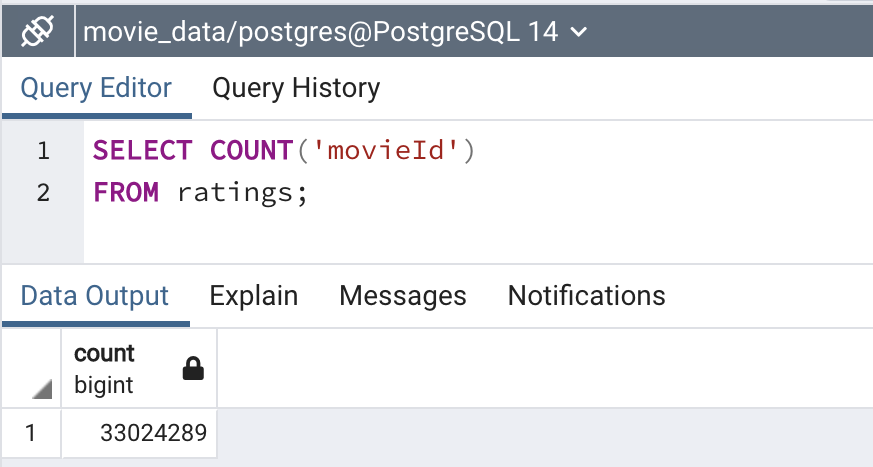 movie_data/postgres@PostgreSQL 14
Query Editor Query History
1 SELECT COUNT('movieId')
2 FROM ratings;
Data Output Explain Messages Notifications
count
bigint
1 33024289